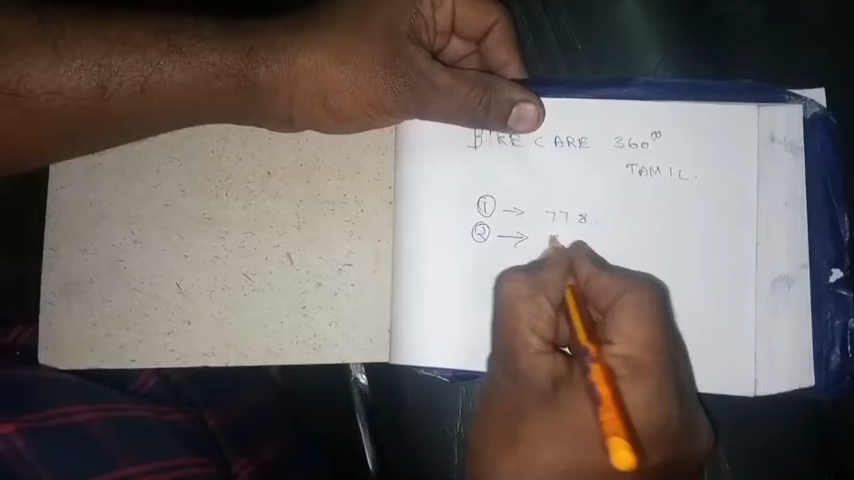 BIKE CARE 360°
TAMIL.
① → 778.
② →